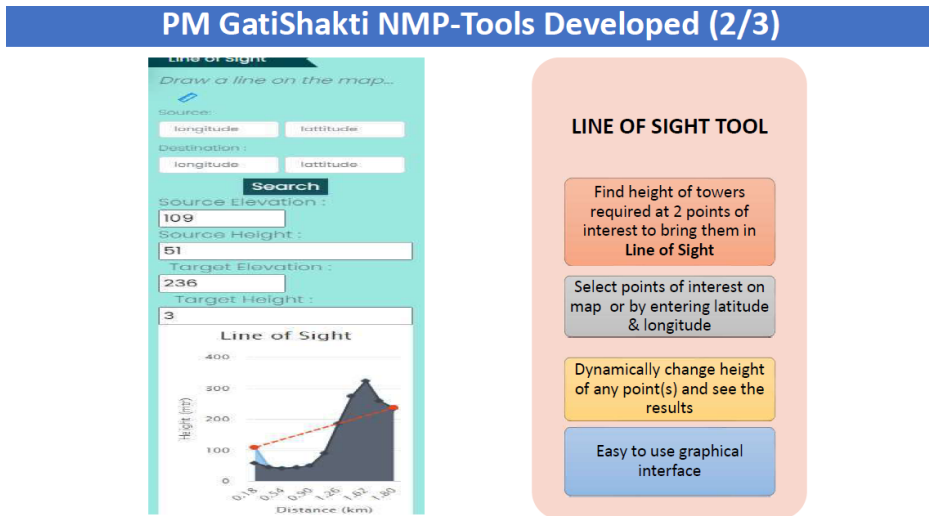 PM GatiShakti NMP-Tools Developed (2/3)
Line of Sight
Draw a line on the map...
Source:
longitude lattitude
Destination :
longitude lattitude
Search
Source Elevation :
109
Source Height :
51
Target Elevation :
236
Target Height :
3
Line of Sight
400
300
200
100
0
Height (mtr)
0.18 0.54 0.90 1.26 1.62 1.80
Distance (km)
LINE OF SIGHT TOOL
Find height of towers
required at 2 points of
interest to bring them in
Line of Sight
Select points of interest on
map or by entering latitude
& longitude
Dynamically change height
of any point(s) and see the
results
Easy to use graphical
interface